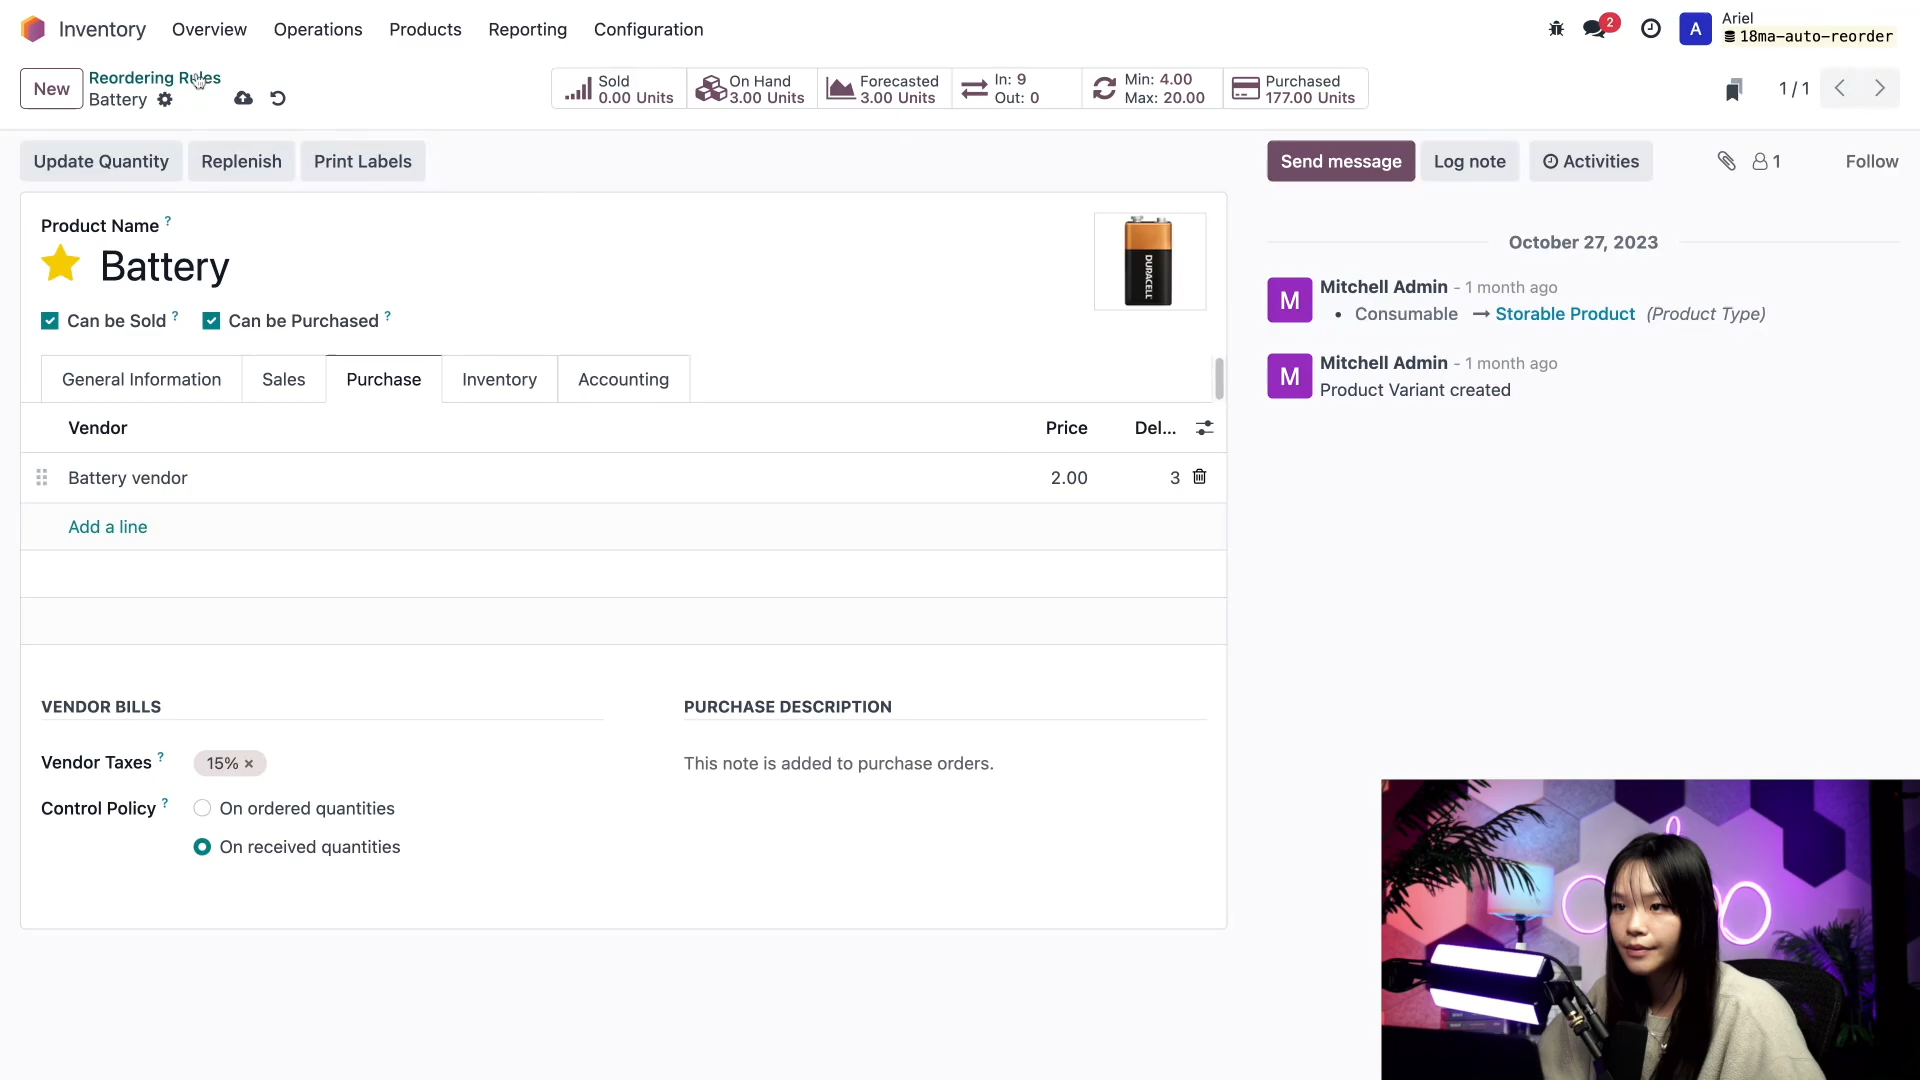 Inventory Overview Operations Products Reporting Configuration
2
A
Ariel
18ma-auto-reorder
New
Reordering Rules
Battery
Sold
0.00 Units
On Hand
3.00 Units
Forecasted
3.00 Units
In: 9
Out: 0
Min: 4.00
Max: 20.00
Purchased
177.00 Units
1 / 1
Update Quantity Replenish Print Labels
Send message Log note Activities 1 Follow
Product Name ?
Battery
DURACELL
Can be Sold ? Can be Purchased ?
General Information Sales Purchase Inventory Accounting
Vendor Price Del...
Battery vendor 2.00 3
Add a line
VENDOR BILLS
Vendor Taxes ? 15% ×
Control Policy ? On ordered quantities
On received quantities
PURCHASE DESCRIPTION
This note is added to purchase orders.
October 27, 2023
M
Mitchell Admin - 1 month ago
• Consumable → Storable Product (Product Type)
M
Mitchell Admin - 1 month ago
Product Variant created